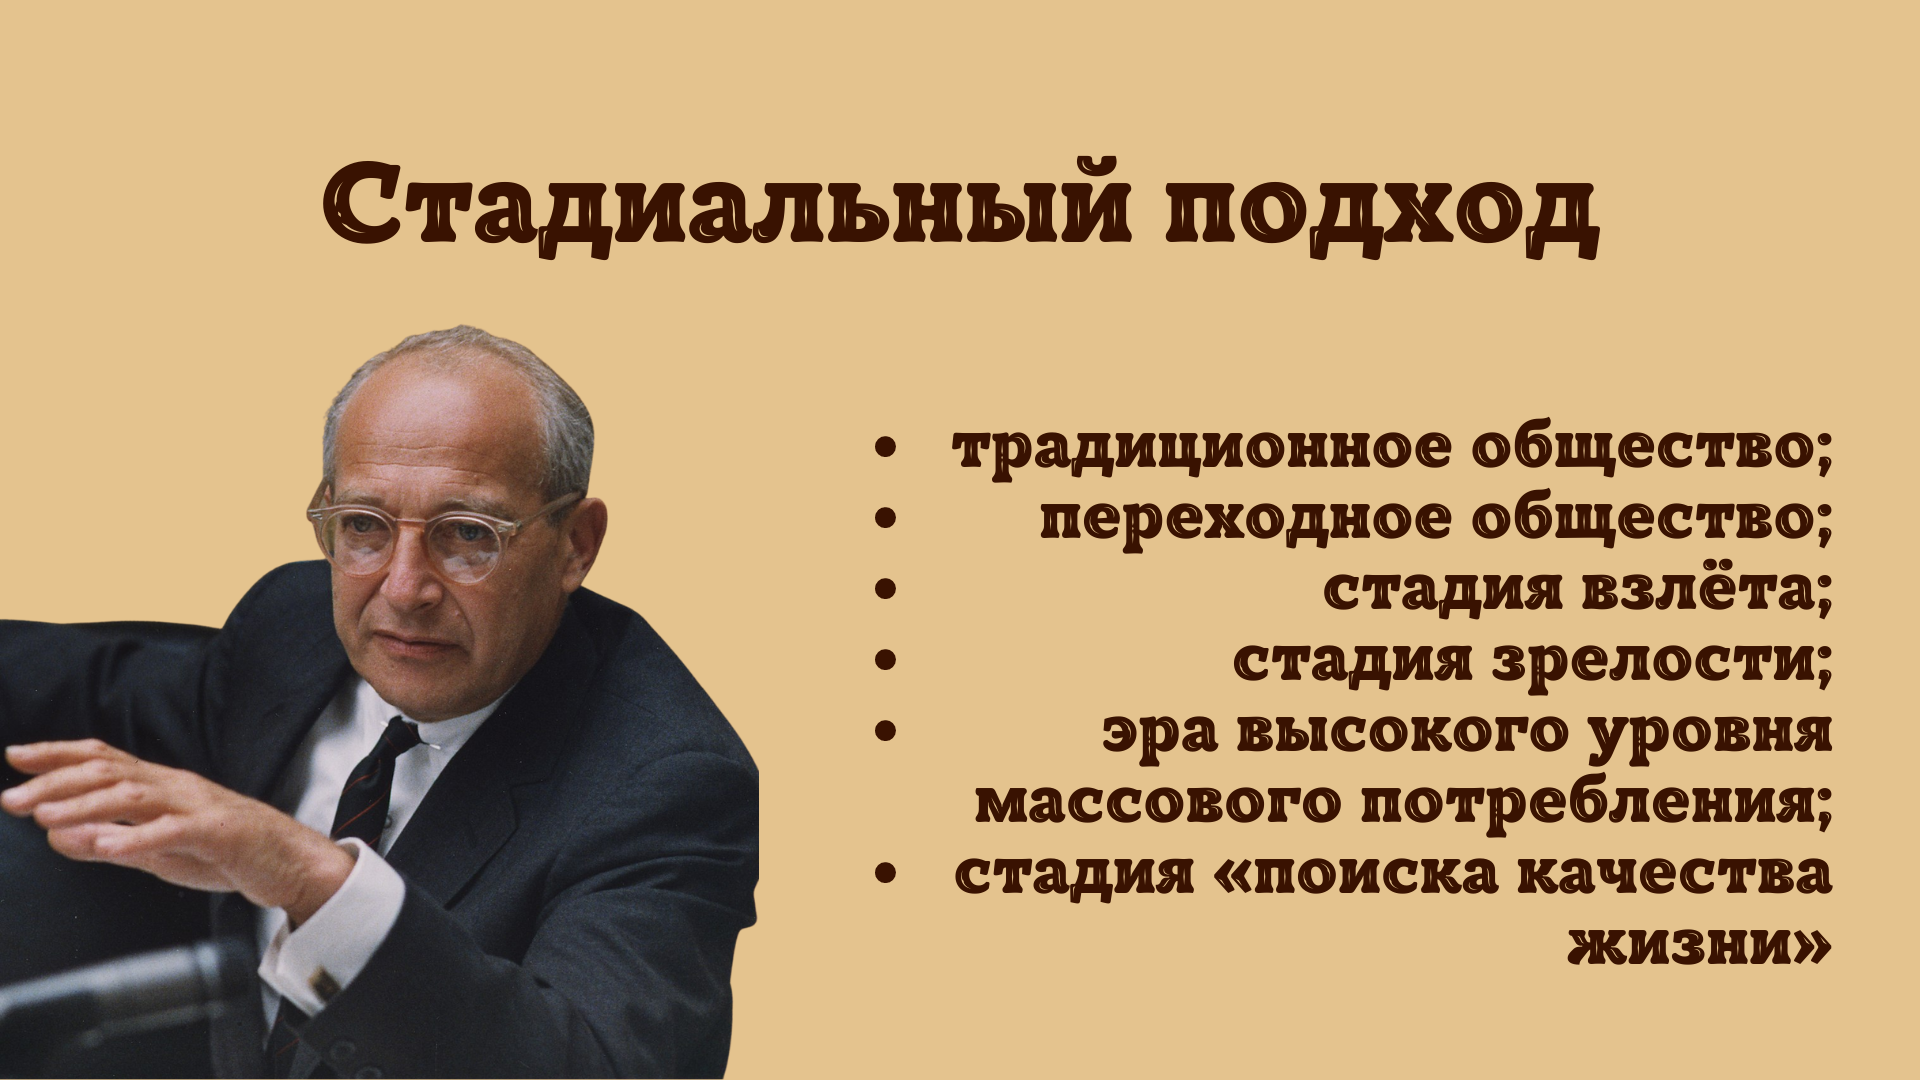 Стадиальный подход
• традиционное общество;
• переходное общество;
• стадия взлёта;
• стадия зрелости;
• эра высокого уровня
массового потребления;
• стадия «поиска качества
жизни»